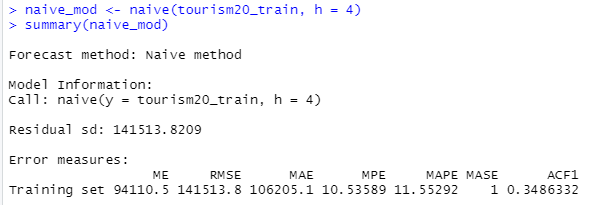 > naive_mod <- naive(tourism20_train, h = 4)
> summary(naive_mod)
Forecast method: Naive method
Model Information:
Call: naive(y = tourism20_train, h = 4)
Residual sd: 141513.8209
Error measures:
ME RMSE MAE MPE MAPE MASE ACF1
Training set 94110.5 141513.8 106205.1 10.53589 11.55292 1 0.3486332